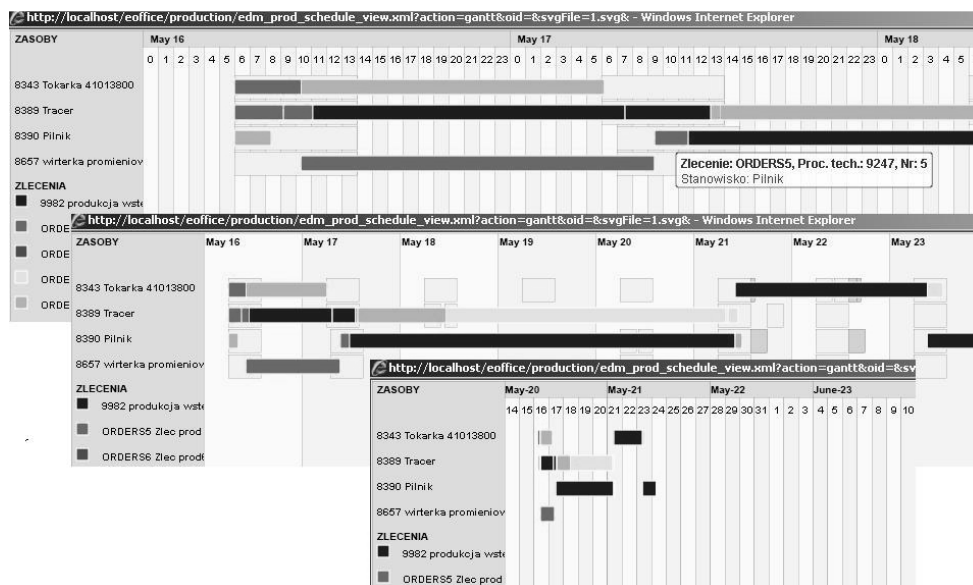 http://localhost/eoffice/production/edm_prod_schedule_view.xml?action=gantt&oid=&svgFile=1.svg& - Windows Internet Explorer
ZASOBY May 16 May 17 May 18
0 1 2 3 4 5 6 7 8 9 10 11 12 13 14 15 16 17 18 19 20 21 22 23 0 1 2 3 4 5 6 7 8 9 10 11 12 13 14 15 16 17 18 19 20 21 22 23 0 1 2 3 4 5
8343 Tokarka 41013800
8389 Tracer
8390 Pilnik
8657 wirterka promieniov
Zlecenie: ORDERS5, Proc. tech.: 9247, Nr: 5
Stanowisko: Pilnik
ZLECENIA
9982 produkcja wste
ORDE
ORDE
ORDE
ORDE
http://localhost/eoffice/production/edm_prod_schedule_view.xml?action=gantt&oid=&svgFile=1.svg& - Windows Internet Explorer
ZASOBY May 16 May 17 May 18 May 19 May 20 May 21 May 22 May 23
8343 Tokarka 41013800
8389 Tracer
8390 Pilnik
8657 wirterka promieniov
ZLECENIA
9982 produkcja wste
ORDERS5 Zlec prod
ORDERS6 Zlec prod
http://localhost/eoffice/production/edm_prod_schedule_view.xml?action=gantt&oid=&sv
ZASOBY May-20 May-21 May-22 June-23
14 15 16 17 18 19 20 21 22 23 24 25 26 27 28 29 30 31 1 2 3 4 5 6 7 8 9 10
8343 Tokarka 41013800
8389 Tracer
8390 Pilnik
8657 wirterka promieniov
ZLECENIA
9982 produkcja wste
ORDERS5 Zlec prod